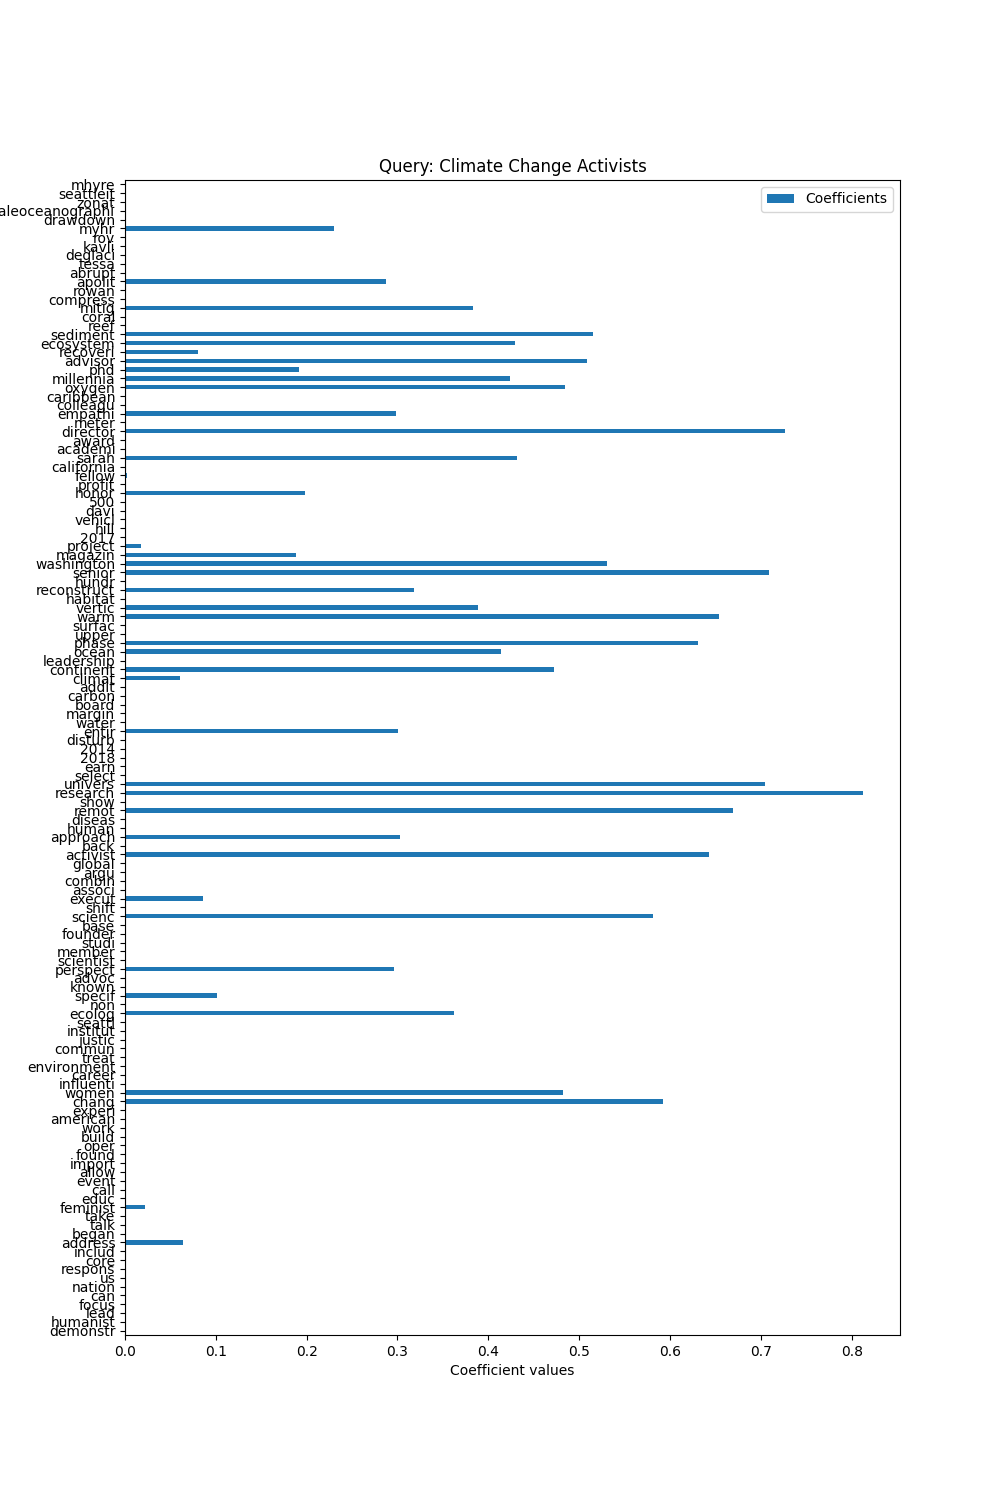 Query: Climate Change Activists
Coefficients
mhyre
seattleit
zonat
aleoceanographi
drawdown
myhr
fov
kavli
deglaci
tessa
abrupt
apolit
rowan
compress
mitig
coral
reef
sediment
ecosystem
recoveri
advisor
phd
millennia
oxygen
caribbean
colleagu
empathi
meter
director
award
academi
sarah
california
fellow
profit
honor
500
davi
vehicl
hill
2017
project
magazin
washington
senior
hundr
reconstruct
habitat
vertic
warm
surfac
upper
phase
ocean
leadership
continent
climat
addit
carbon
board
margin
water
entir
disturb
2014
2018
earn
select
univers
research
show
remot
diseas
human
approach
back
activist
global
argu
combin
associ
execut
shift
scienc
base
founder
studi
member
scientist
perspect
advoc
known
specif
non
ecolog
seattl
institut
justic
commun
treat
environment
career
influenti
women
chang
experi
american
work
build
oper
found
import
allow
event
call
educ
feminist
take
talk
began
address
includ
core
respons
us
nation
can
focus
lead
humanist
demonstr
0.0 0.1 0.2 0.3 0.4 0.5 0.6 0.7 0.8
Coefficient values